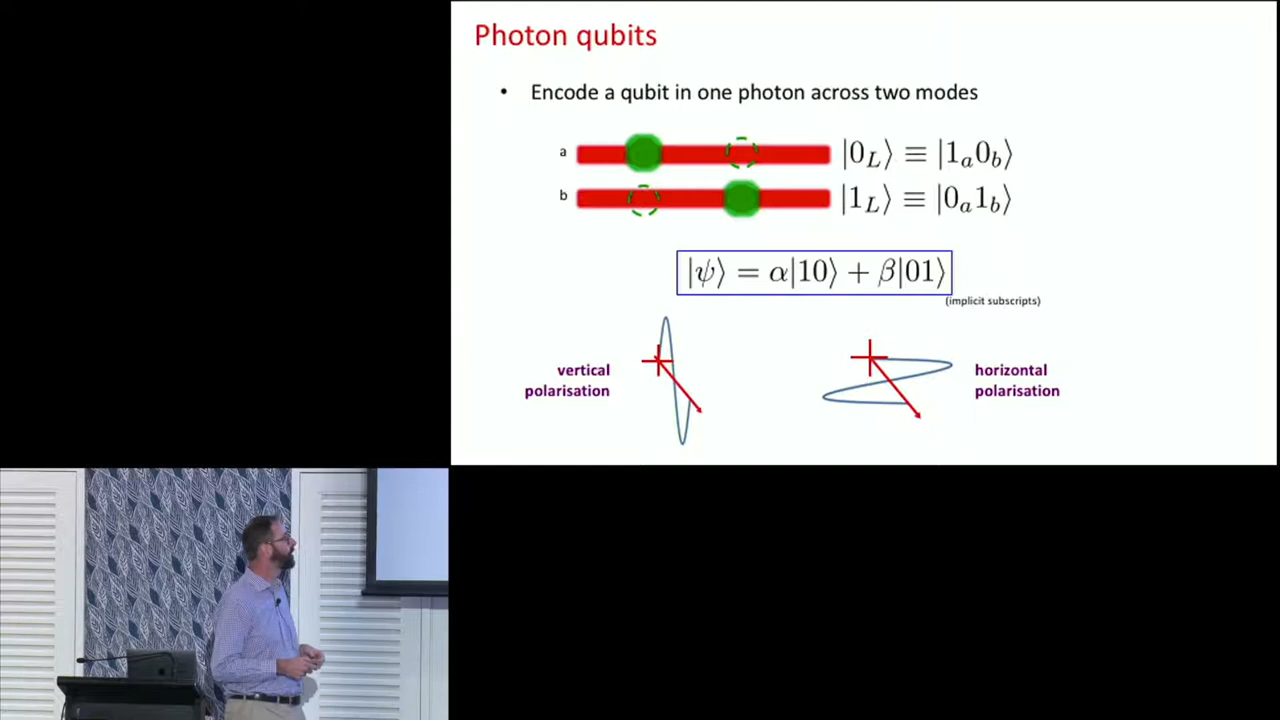 Photon qubits
• Encode a qubit in one photon across two modes
a |0_L⟩ ≡ |1_a0_b⟩
b |1_L⟩ ≡ |0_a1_b⟩
|ψ⟩ = α|10⟩ + β|01⟩
(implicit subscripts)
vertical
polarisation
horizontal
polarisation